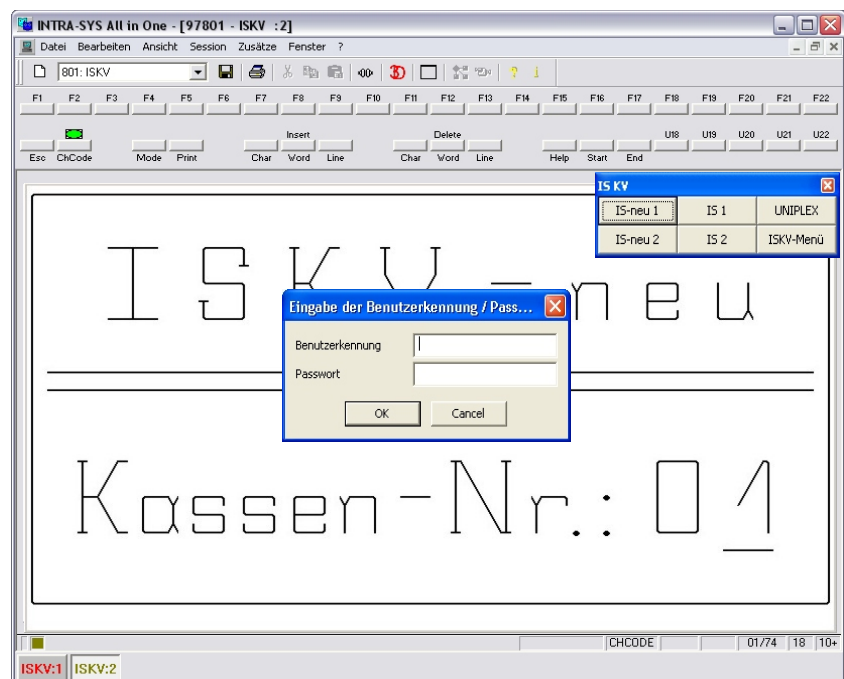 INTRA-SYS All in One - [97801 - ISKV :2]
Datei Bearbeiten Ansicht Session Zusätze Fenster ?
801: ISKV
F1 F2 F3 F4 F5 F6 F7 F8 F9 F10 F11 F12 F13 F14 F15 F16 F17 F18 F19 F20 F21 F22
Insert Delete U18 U19 U20 U21 U22
Esc ChCode Mode Print Char Word Line Char Word Line Help Start End
IS KV
IS-neu 1 IS 1 UNIPLEX
IS-neu 2 IS 2 ISKV-Menü
ISKV-neu
Eingabe der Benutzerkennung / Pass...
Benutzerkennung
Passwort
OK Cancel
Kassen-Nr.: 01
CHCODE 01/74 18 10+
ISKV:1 ISKV:2